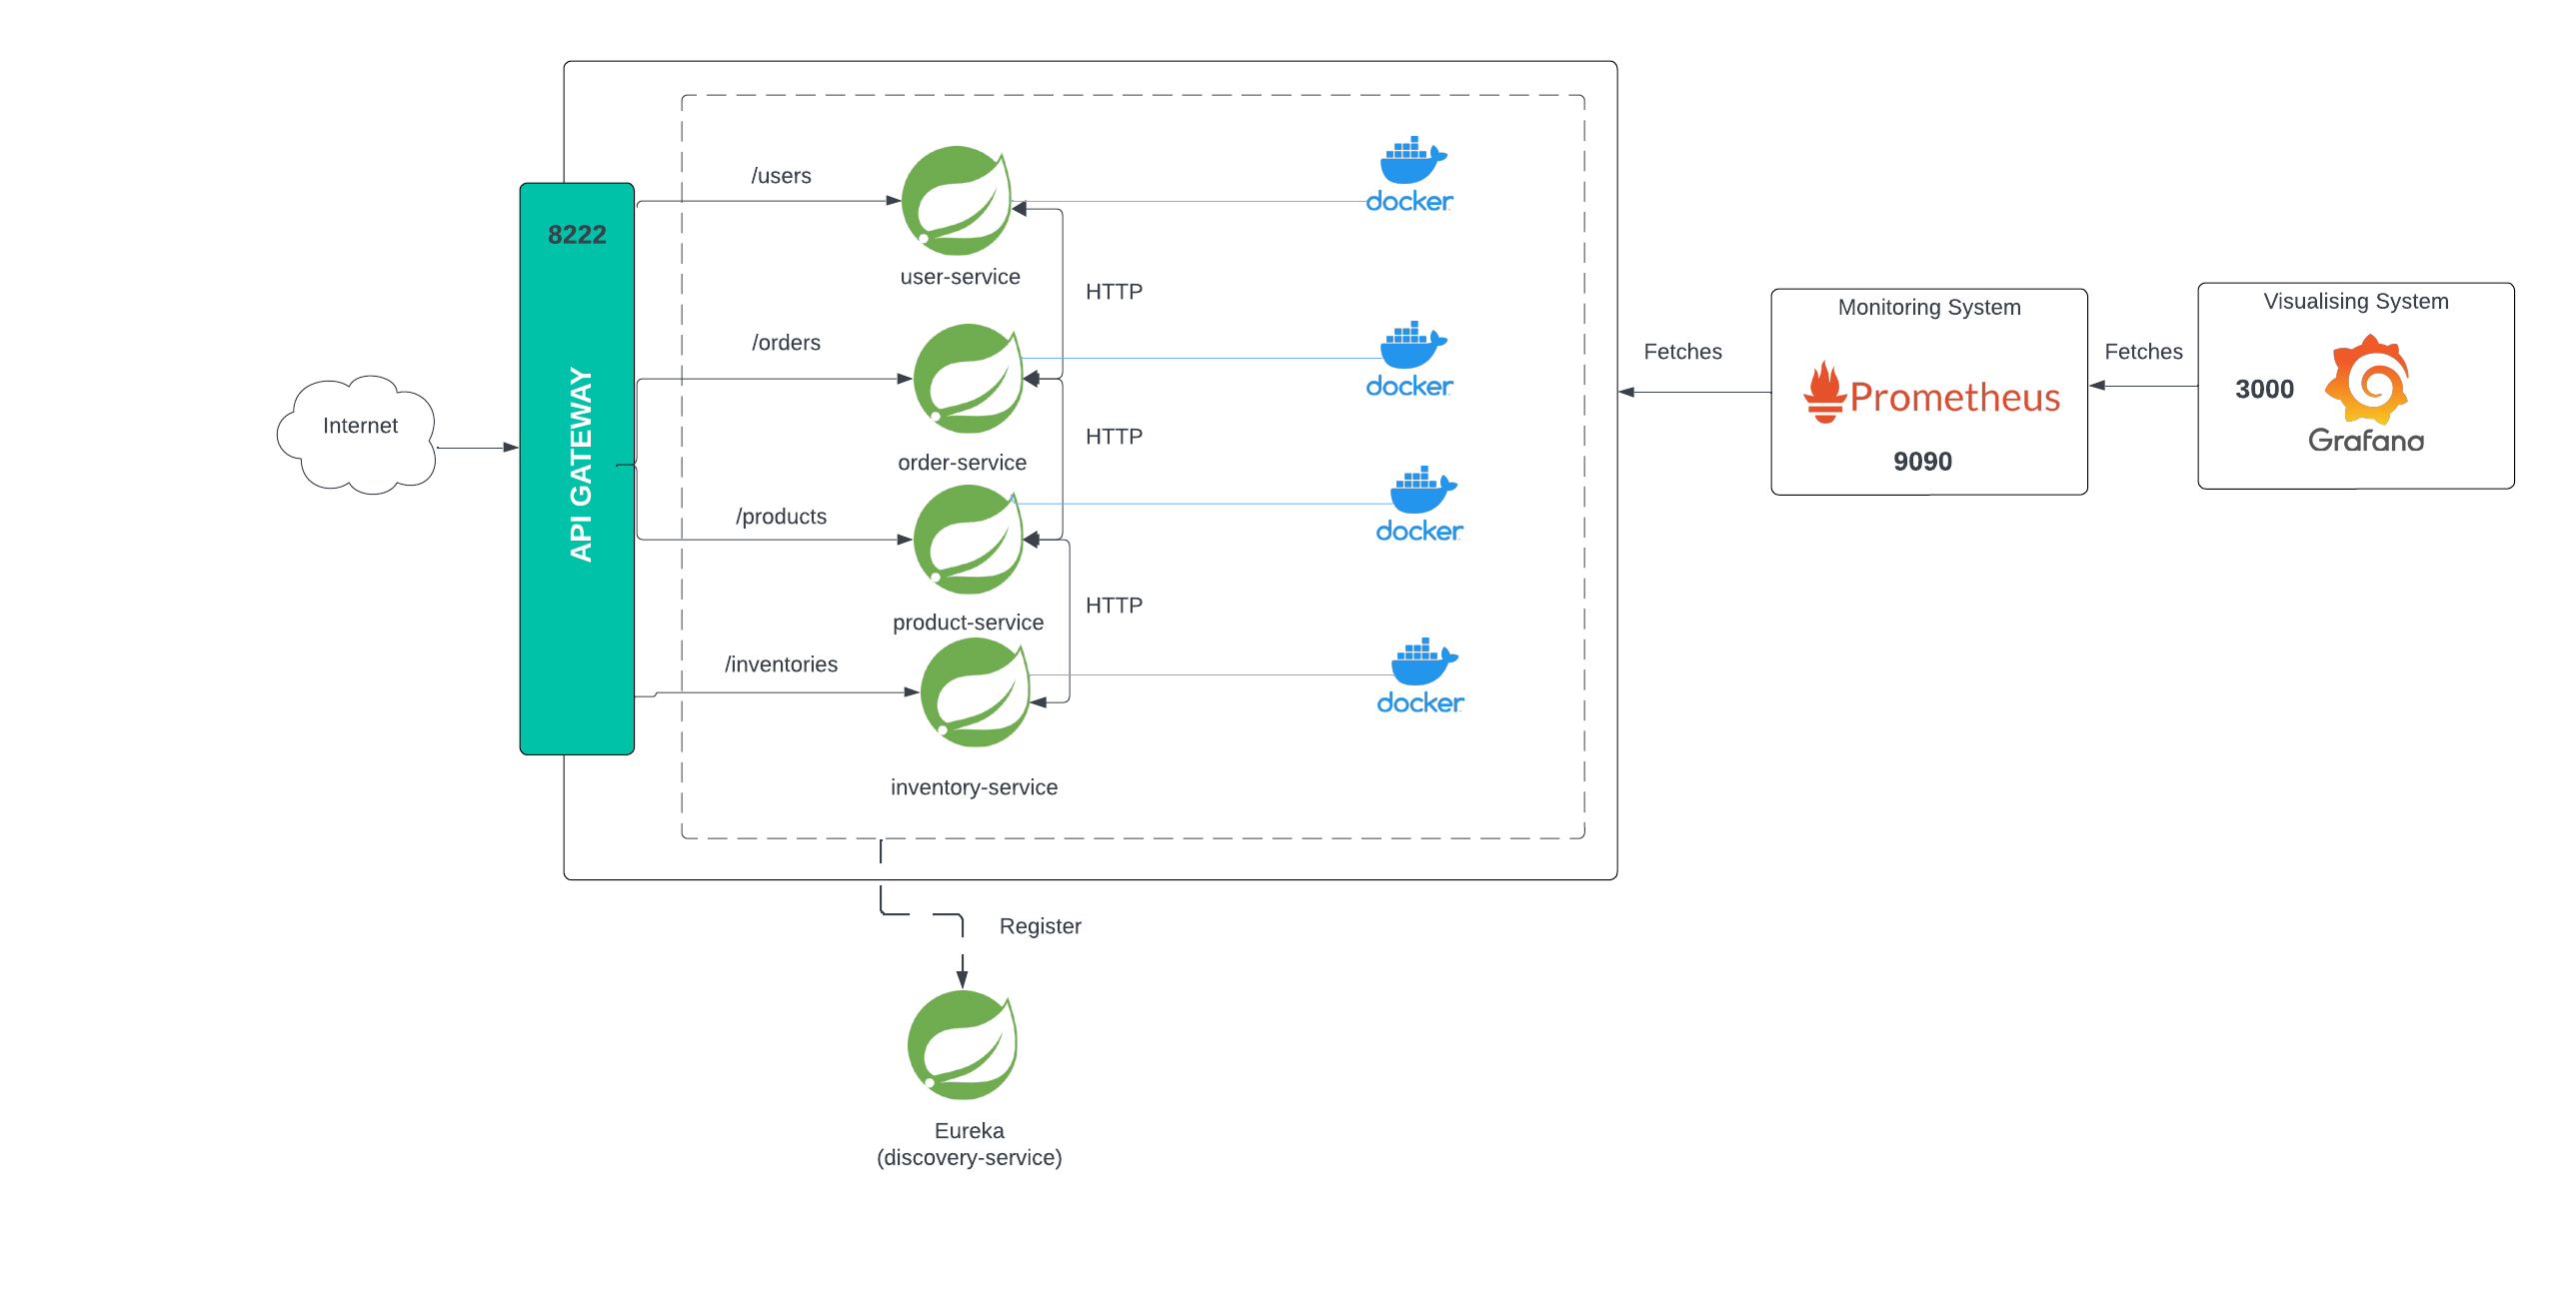 /users
8222
user-service
docker
HTTP
/orders
order-service
docker
HTTP
Internet
API GATEWAY
/products
product-service
docker
HTTP
/inventories
inventory-service
docker
Fetches
Monitoring System
Prometheus
9090
Fetches
Visualising System
3000
Grafana
Register
Eureka
(discovery-service)